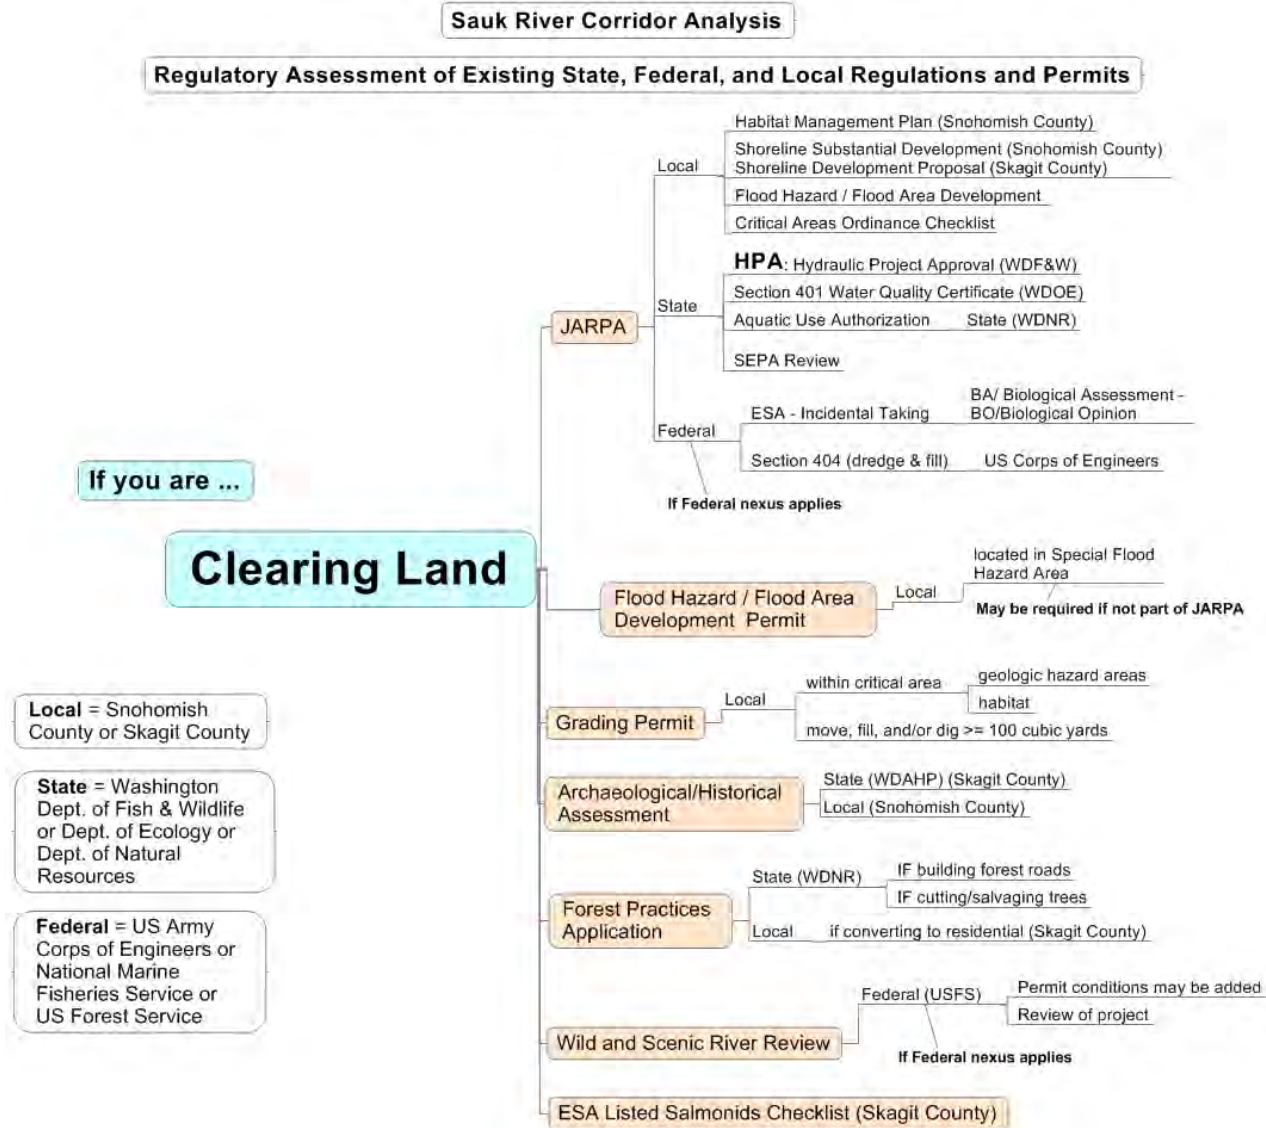 Sauk River Corridor Analysis
Regulatory Assessment of Existing State, Federal, and Local Regulations and Permits
If you are ...
Clearing Land
JARPA
Local
Habitat Management Plan (Snohomish County)
Shoreline Substantial Development (Snohomish County)
Shoreline Development Proposal (Skagit County)
Flood Hazard / Flood Area Development
Critical Areas Ordinance Checklist
State
HPA: Hydraulic Project Approval (WDF&W)
Section 401 Water Quality Certificate (WDOE)
Aquatic Use Authorization State (WDNR)
SEPA Review
Federal
ESA - Incidental Taking
BA/ Biological Assessment -
BO/Biological Opinion
Section 404 (dredge & fill) US Corps of Engineers
If Federal nexus applies
Flood Hazard / Flood Area
Development Permit
Local
located in Special Flood
Hazard Area
May be required if not part of JARPA
Grading Permit
Local
within critical area
geologic hazard areas
habitat
move, fill, and/or dig >= 100 cubic yards
Archaeological/Historical
Assessment
State (WDAHP) (Skagit County)
Local (Snohomish County)
Forest Practices
Application
State (WDNR)
IF building forest roads
IF cutting/salvaging trees
Local if converting to residential (Skagit County)
Wild and Scenic River Review
Federal (USFS)
Permit conditions may be added
Review of project
If Federal nexus applies
ESA Listed Salmonids Checklist (Skagit County)
Local = Snohomish
County or Skagit County
State = Washington
Dept. of Fish & Wildlife
or Dept. of Ecology or
Dept. of Natural
Resources
Federal = US Army
Corps of Engineers or
National Marine
Fisheries Service or
US Forest Service